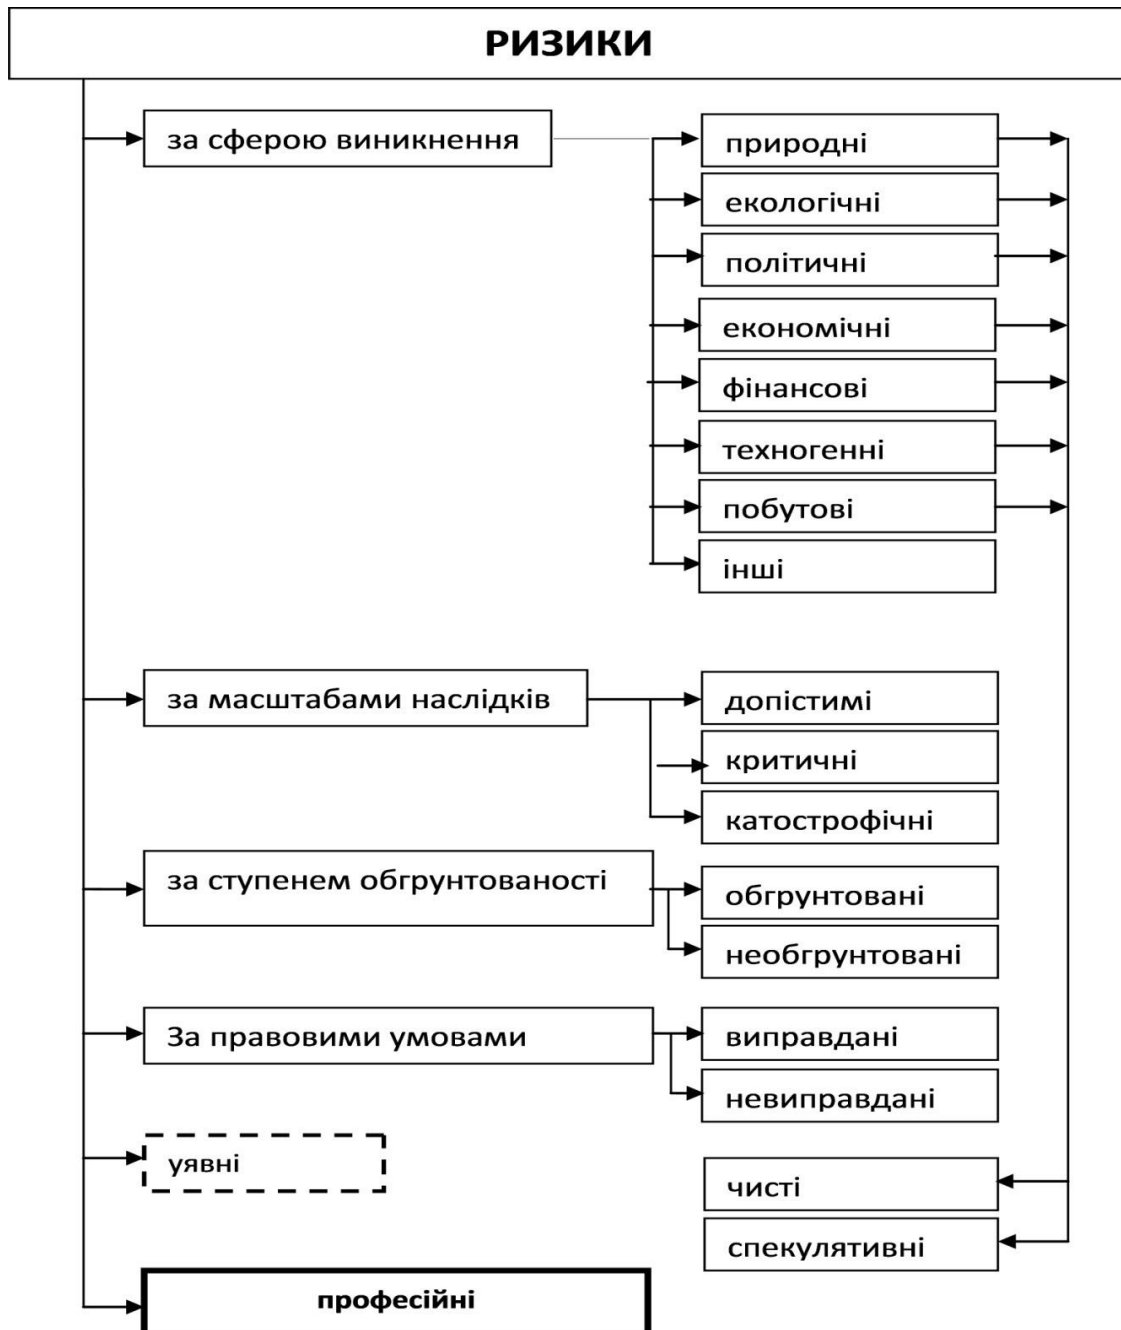 РИЗИКИ
за сферою виникнення
природні
екологічні
політичні
економічні
фінансові
техногенні
побутові
інші
за масштабами наслідків
допістимі
критичні
катострофічні
за ступенем обгрунтованості
обгрунтовані
необгрунтовані
За правовими умовами
виправдані
невиправдані
уявні
чисті
спекулятивні
професійні